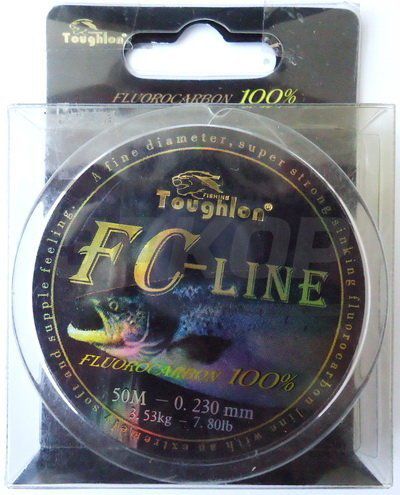 Toughlon®
FLUOROCARBON 100%
A fine diameter, super strong sinking fluorocarbon line with an extreme soft and supple feeling.
FISHING
Toughlon®
FC-LINE
FLUOROCARBON 100%
50M — 0.230 mm
3.53kg — 7.80lb